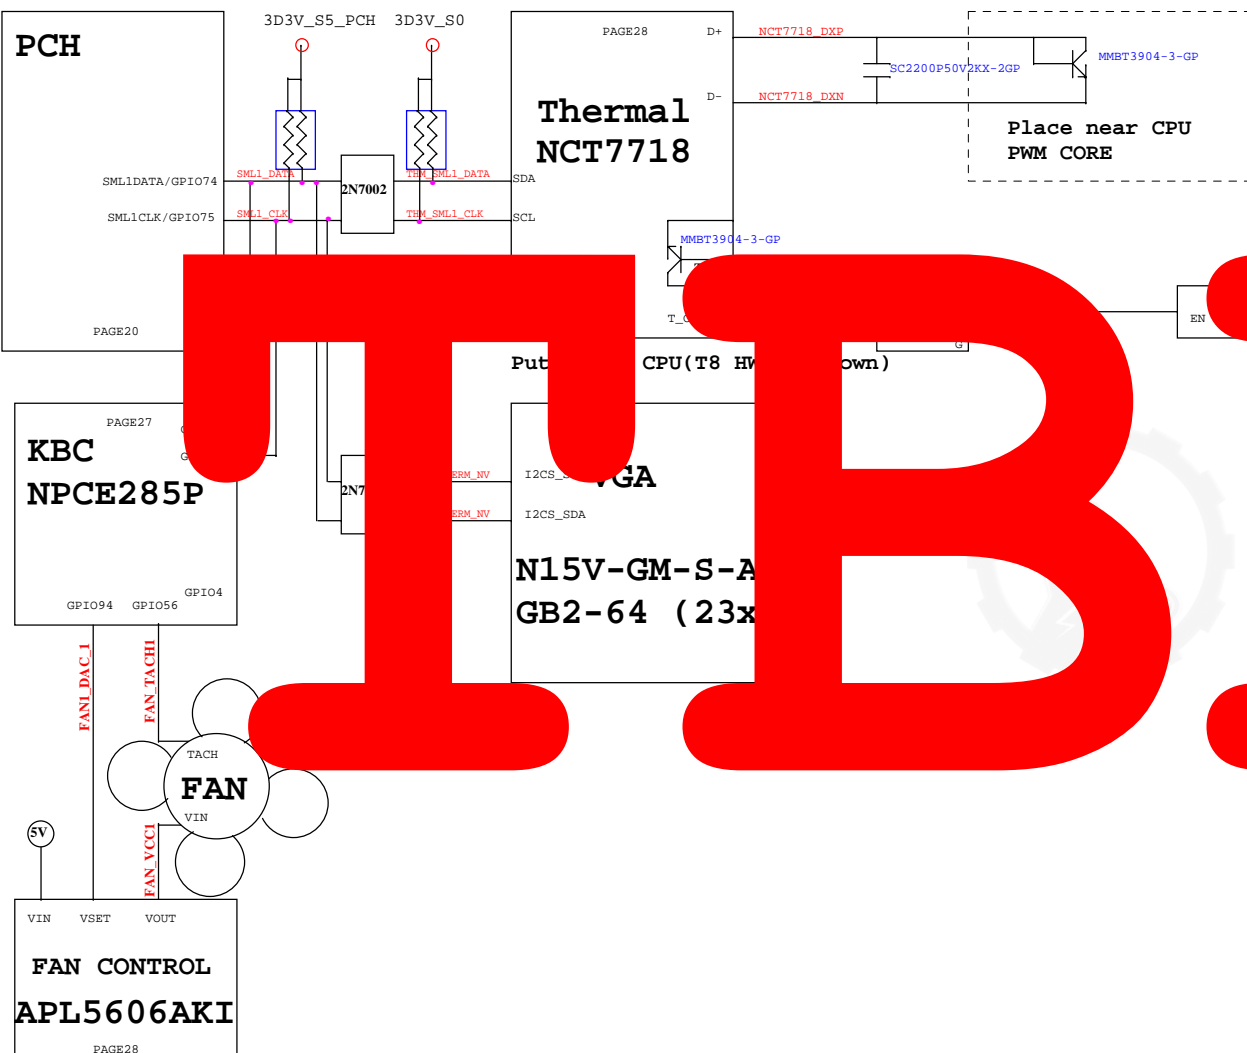 3D3V_S5_PCH
3D3V_S0
PCH
PAGE28
D+
NCT7718_DXP
MMBT3904-3-GP
SC2200P50V2KX-2GP
D-
NCT7718_DXN
Thermal
NCT7718
Place near CPU
PWM CORE
SML1DATA/GPIO74
SML1_DATA
2N7002
THM_SML1_DATA
SDA
SML1CLK/GPIO75
SML1_CLK
THM_SML1_CLK
SCL
MMBT3904-3-GP
PAGE20
EN
G
Put
CPU(T8
TB.
PAGE27
KBC
NPCE285P
VGA
I2CS_SDA
N15V-GM-S-A
GB2-64 (23x
GPIO4
GPIO94
GPIO56
FAN1_DAC_1
FAN_TACH1
TACH
FAN
VIN
5V
FAN_VCC1
VIN
VSET
VOUT
FAN CONTROL
APL5606AKI
PAGE28